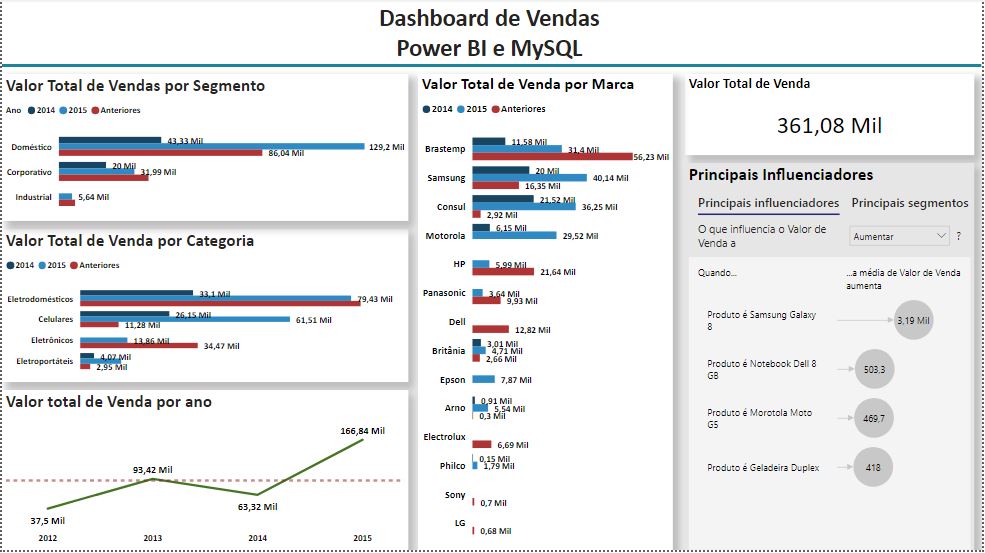 Dashboard de Vendas
Power BI e MySQL
Valor Total de Vendas por Segmento
Ano 2014 2015 Anteriores
Doméstico
43,33 Mil
129,2 Mil
86,04 Mil
Corporativo
20 Mil
31,99 Mil
Industrial
5,64 Mil
Valor Total de Venda por Categoria
2014 2015 Anteriores
Eletrodomésticos
33,1 Mil
79,43 Mil
Celulares
26,15 Mil
61,51 Mil
11,28 Mil
Eletrônicos
13,86 Mil
34,47 Mil
Eletroportáteis
4,07 Mil
2,95 Mil
Valor total de Venda por ano
37,5 Mil
93,42 Mil
63,32 Mil
166,84 Mil
2012 2013 2014 2015
Valor Total de Venda por Marca
2014 2015 Anteriores
Brastemp
11,58 Mil
31,4 Mil
56,23 Mil
Samsung
20 Mil
40,14 Mil
16,35 Mil
Consul
21,52 Mil
36,25 Mil
2,92 Mil
Motorola
6,15 Mil
29,52 Mil
HP
5,99 Mil
21,64 Mil
Panasonic
3,64 Mil
9,93 Mil
Dell
12,82 Mil
Britânia
3,01 Mil
4,71 Mil
2,66 Mil
Epson
7,87 Mil
Arno
0,91 Mil
5,54 Mil
0,3 Mil
Electrolux
6,69 Mil
Philco
0,15 Mil
1,79 Mil
Sony
0,7 Mil
LG
0,68 Mil
Valor Total de Venda
361,08 Mil
Principais Influenciadores
Principais influenciadores Principais segmentos
O que influencia o Valor de
Venda a
Aumentar
?
Quando...
...a média de Valor de Venda
aumenta
Produto é Samsung Galaxy
8
3,19 Mil
Produto é Notebook Dell 8
GB
503,3
Produto é Morotola Moto
G5
469,7
Produto é Geladeira Duplex
418